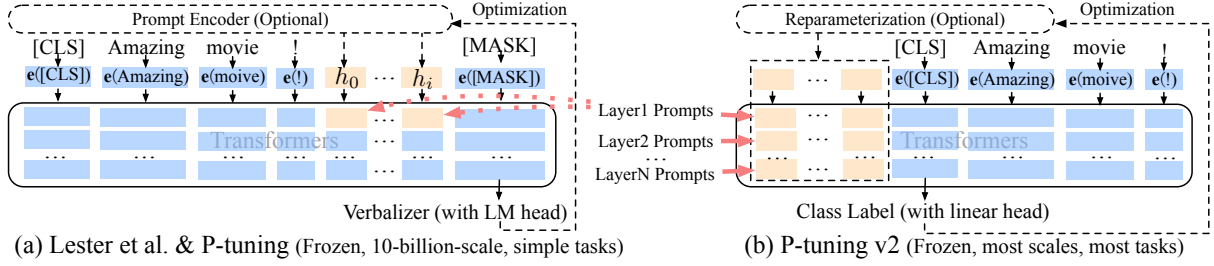 Prompt Encoder (Optional)
Optimization
[CLS] Amazing movie ! [MASK]
e([CLS]) e(Amazing) e(moive) e(!) h0 ... hi e([MASK])
Transformers
... ... ... ... ... ...
...
Verbalizer (with LM head)
(a) Lester et al. & P-tuning (Frozen, 10-billion-scale, simple tasks)
Layer1 Prompts
Layer2 Prompts
...
LayerN Prompts
Reparameterization (Optional)
Optimization
[CLS] Amazing movie !
... e([CLS]) e(Amazing) e(moive) e(!)
...
Transformers
...
... ... ... ... ... ...
...
Class Label (with linear head)
(b) P-tuning v2 (Frozen, most scales, most tasks)